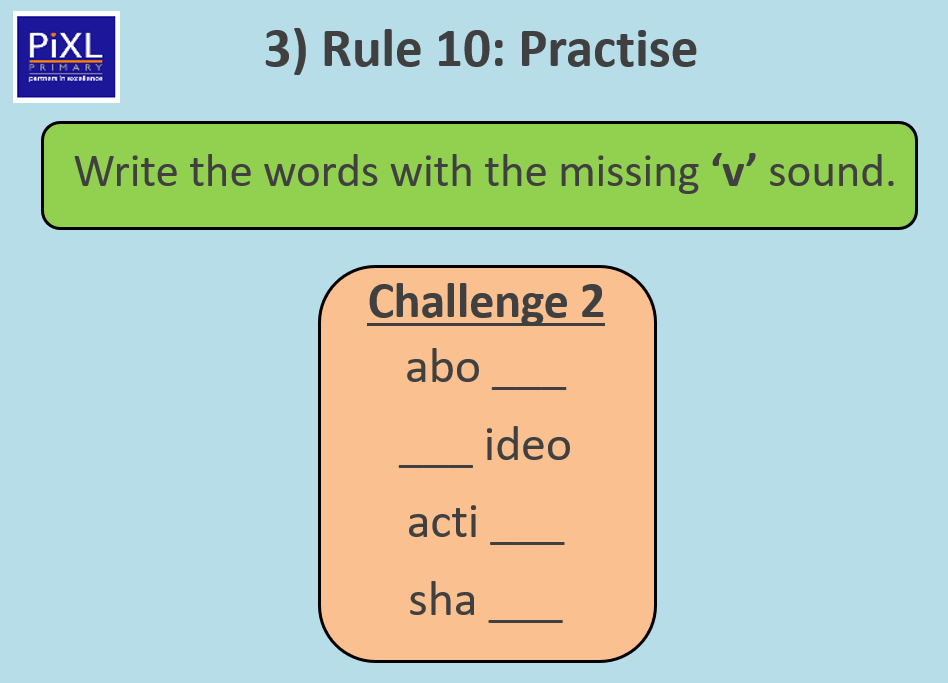 PiXL
PRIMARY
partners in excellence
3) Rule 10: Practise
Write the words with the missing ‘v’ sound.
Challenge 2
abo ___
___ ideo
acti ___
sha ___